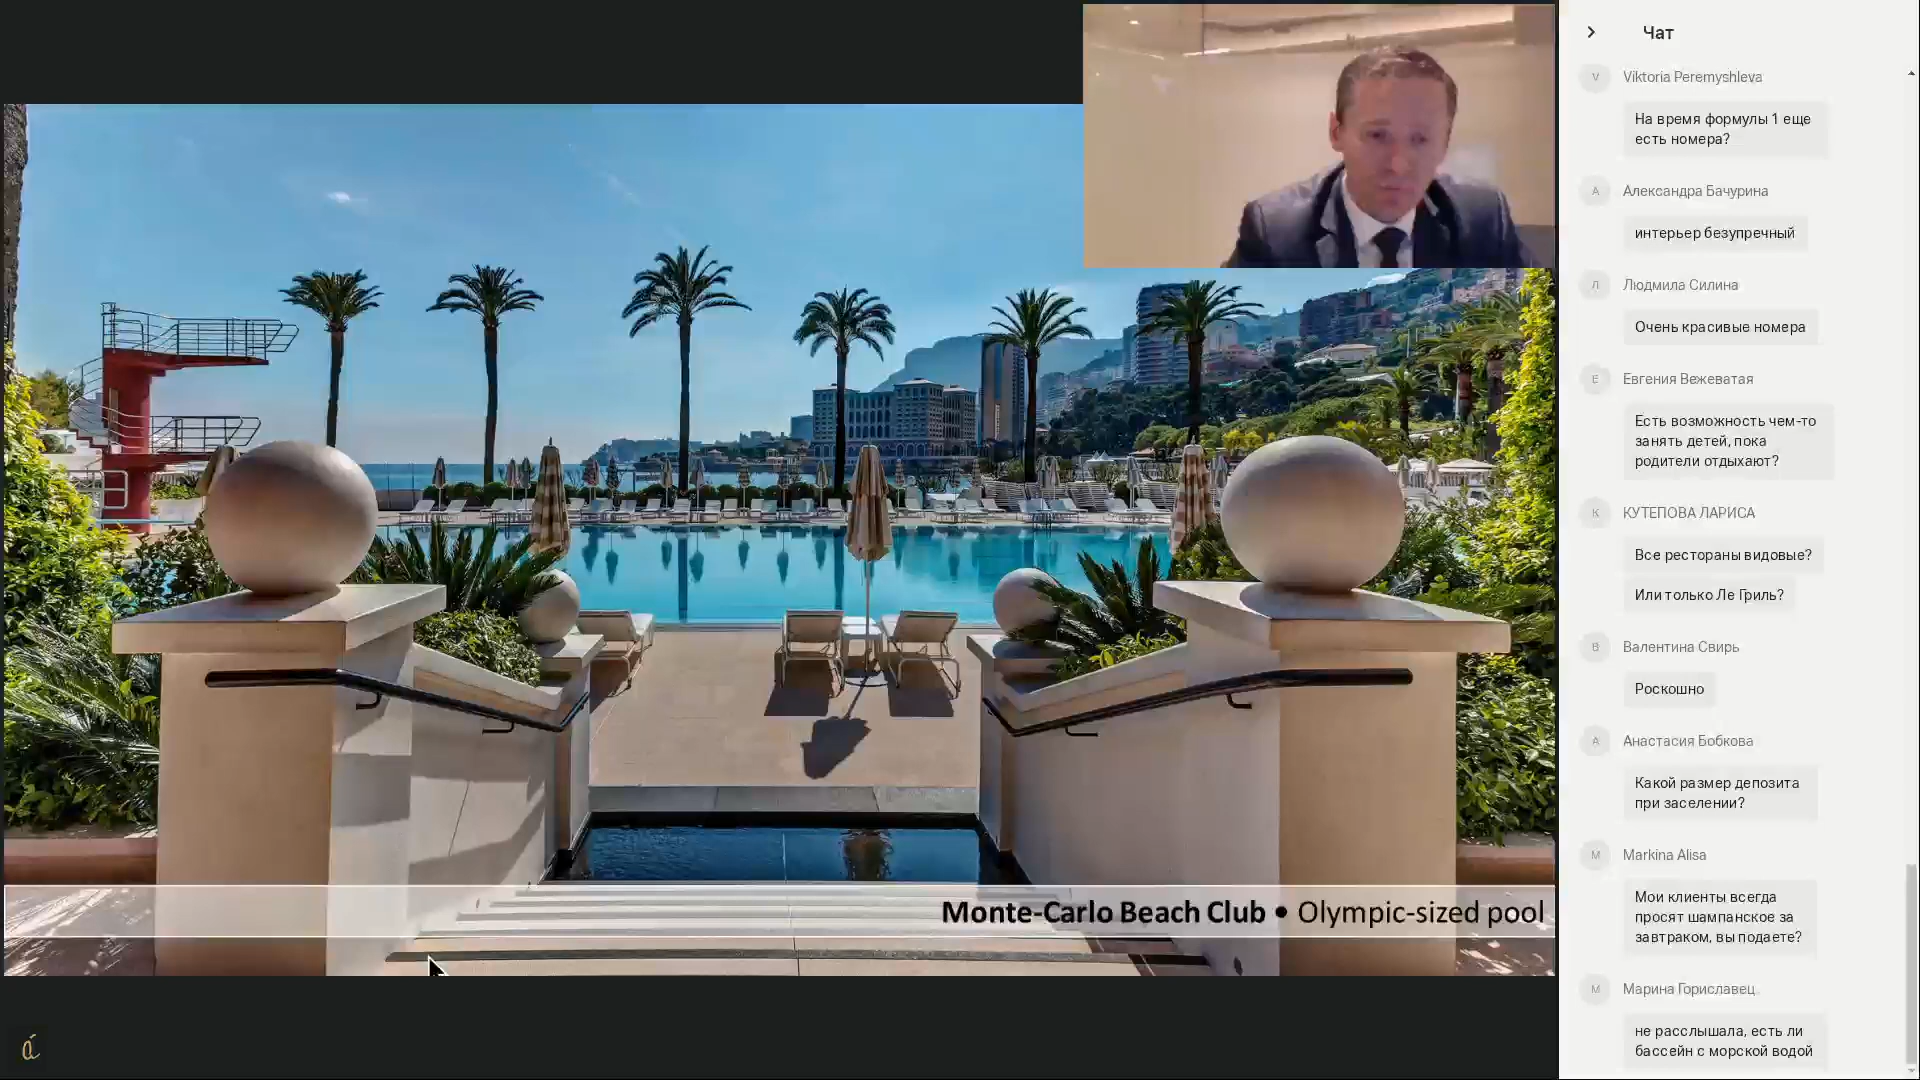 Monte-Carlo Beach Club • Olympic-sized pool
á
Чат
V
Viktoria Peremyshleva
На время формулы 1 еще
есть номера?
А
Александра Бачурина
интерьер безупречный
Л
Людмила Силина
Очень красивые номера
Е
Евгения Вежеватая
Есть возможность чем-то
занять детей, пока
родители отдыхают?
К
КУТЕПОВА ЛАРИСА
Все рестораны видовые?
Или только Ле Гриль?
В
Валентина Свирь
Роскошно
А
Анастасия Бобкова
Какой размер депозита
при заселении?
M
Markina Alisa
Мои клиенты всегда
просят шампанское за
завтраком, вы подаете?
М
Марина Гориславец
не расслышала, есть ли
бассейн с морской водой